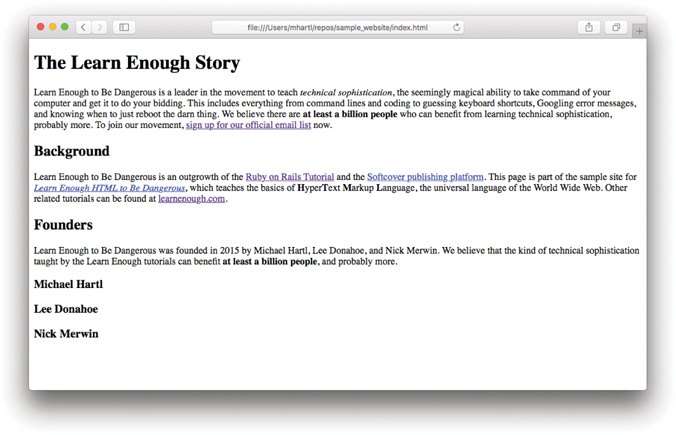 file:///Users/mhartl/repos/sample_website/index.html
The Learn Enough Story
Learn Enough to Be Dangerous is a leader in the movement to teach technical sophistication, the seemingly magical ability to take command of your
computer and get it to do your bidding. This includes everything from command lines and coding to guessing keyboard shortcuts, Googling error messages,
and knowing when to just reboot the darn thing. We believe there are at least a billion people who can benefit from learning technical sophistication,
probably more. To join our movement, sign up for our official email list now.
Background
Learn Enough to Be Dangerous is an outgrowth of the Ruby on Rails Tutorial and the Softcover publishing platform. This page is part of the sample site for
Learn Enough HTML to Be Dangerous, which teaches the basics of HyperText Markup Language, the universal language of the World Wide Web. Other
related tutorials can be found at learnenough.com.
Founders
Learn Enough to Be Dangerous was founded in 2015 by Michael Hartl, Lee Donahoe, and Nick Merwin. We believe that the kind of technical sophistication
taught by the Learn Enough tutorials can benefit at least a billion people, and probably more.
Michael Hartl
Lee Donahoe
Nick Merwin